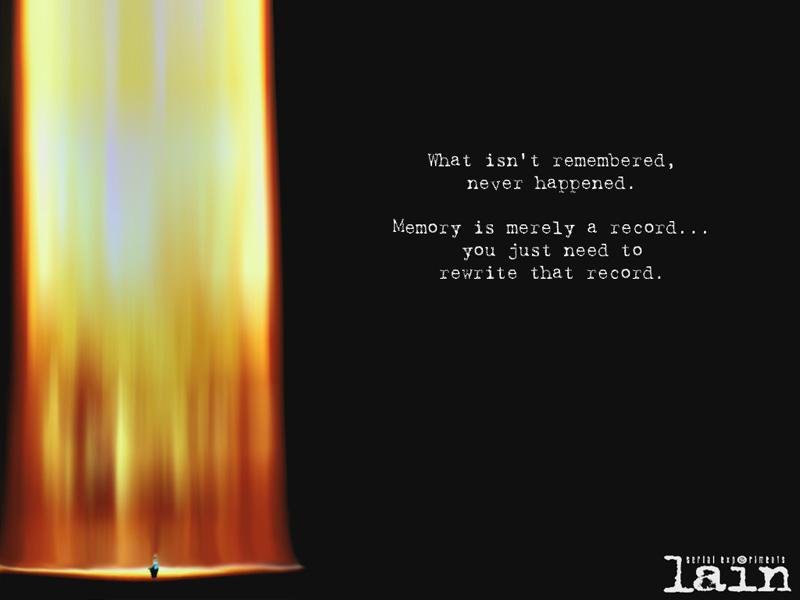 What isn't remembered,
never happened.
Memory is merely a record...
you just need to
rewrite that record.
serial experiments
lain